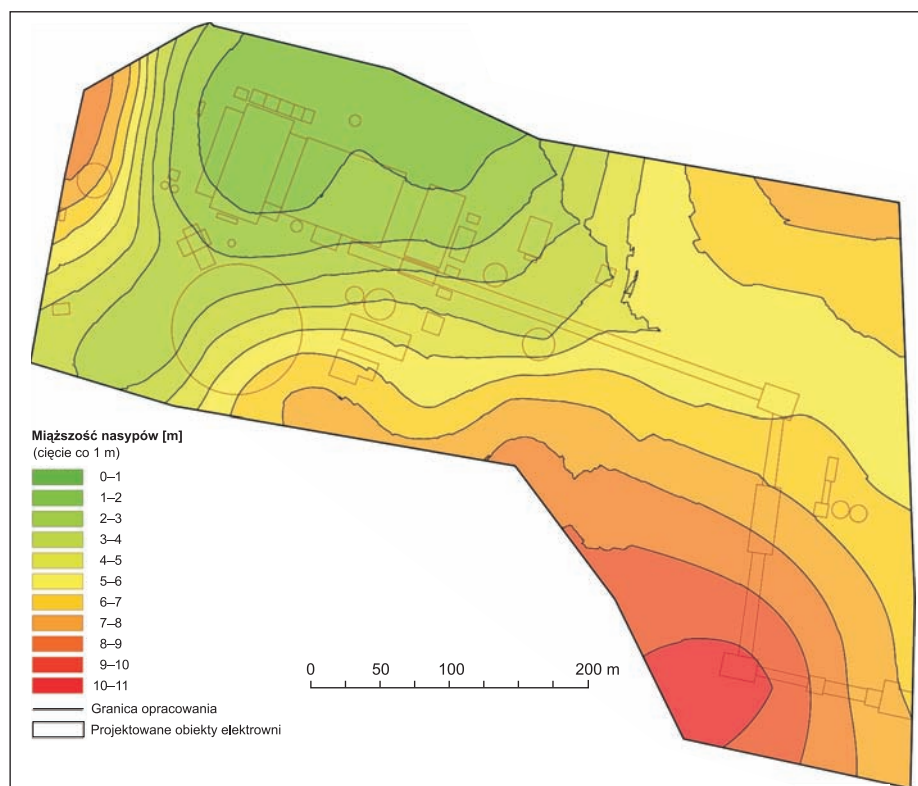 Miąższość nasypów [m]
(cięcie co 1 m)
0–1
1–2
2–3
3–4
4–5
5–6
6–7
7–8
8–9
9–10
10–11
Granica opracowania
Projektowane obiekty elektrowni
0 50 100 200 m